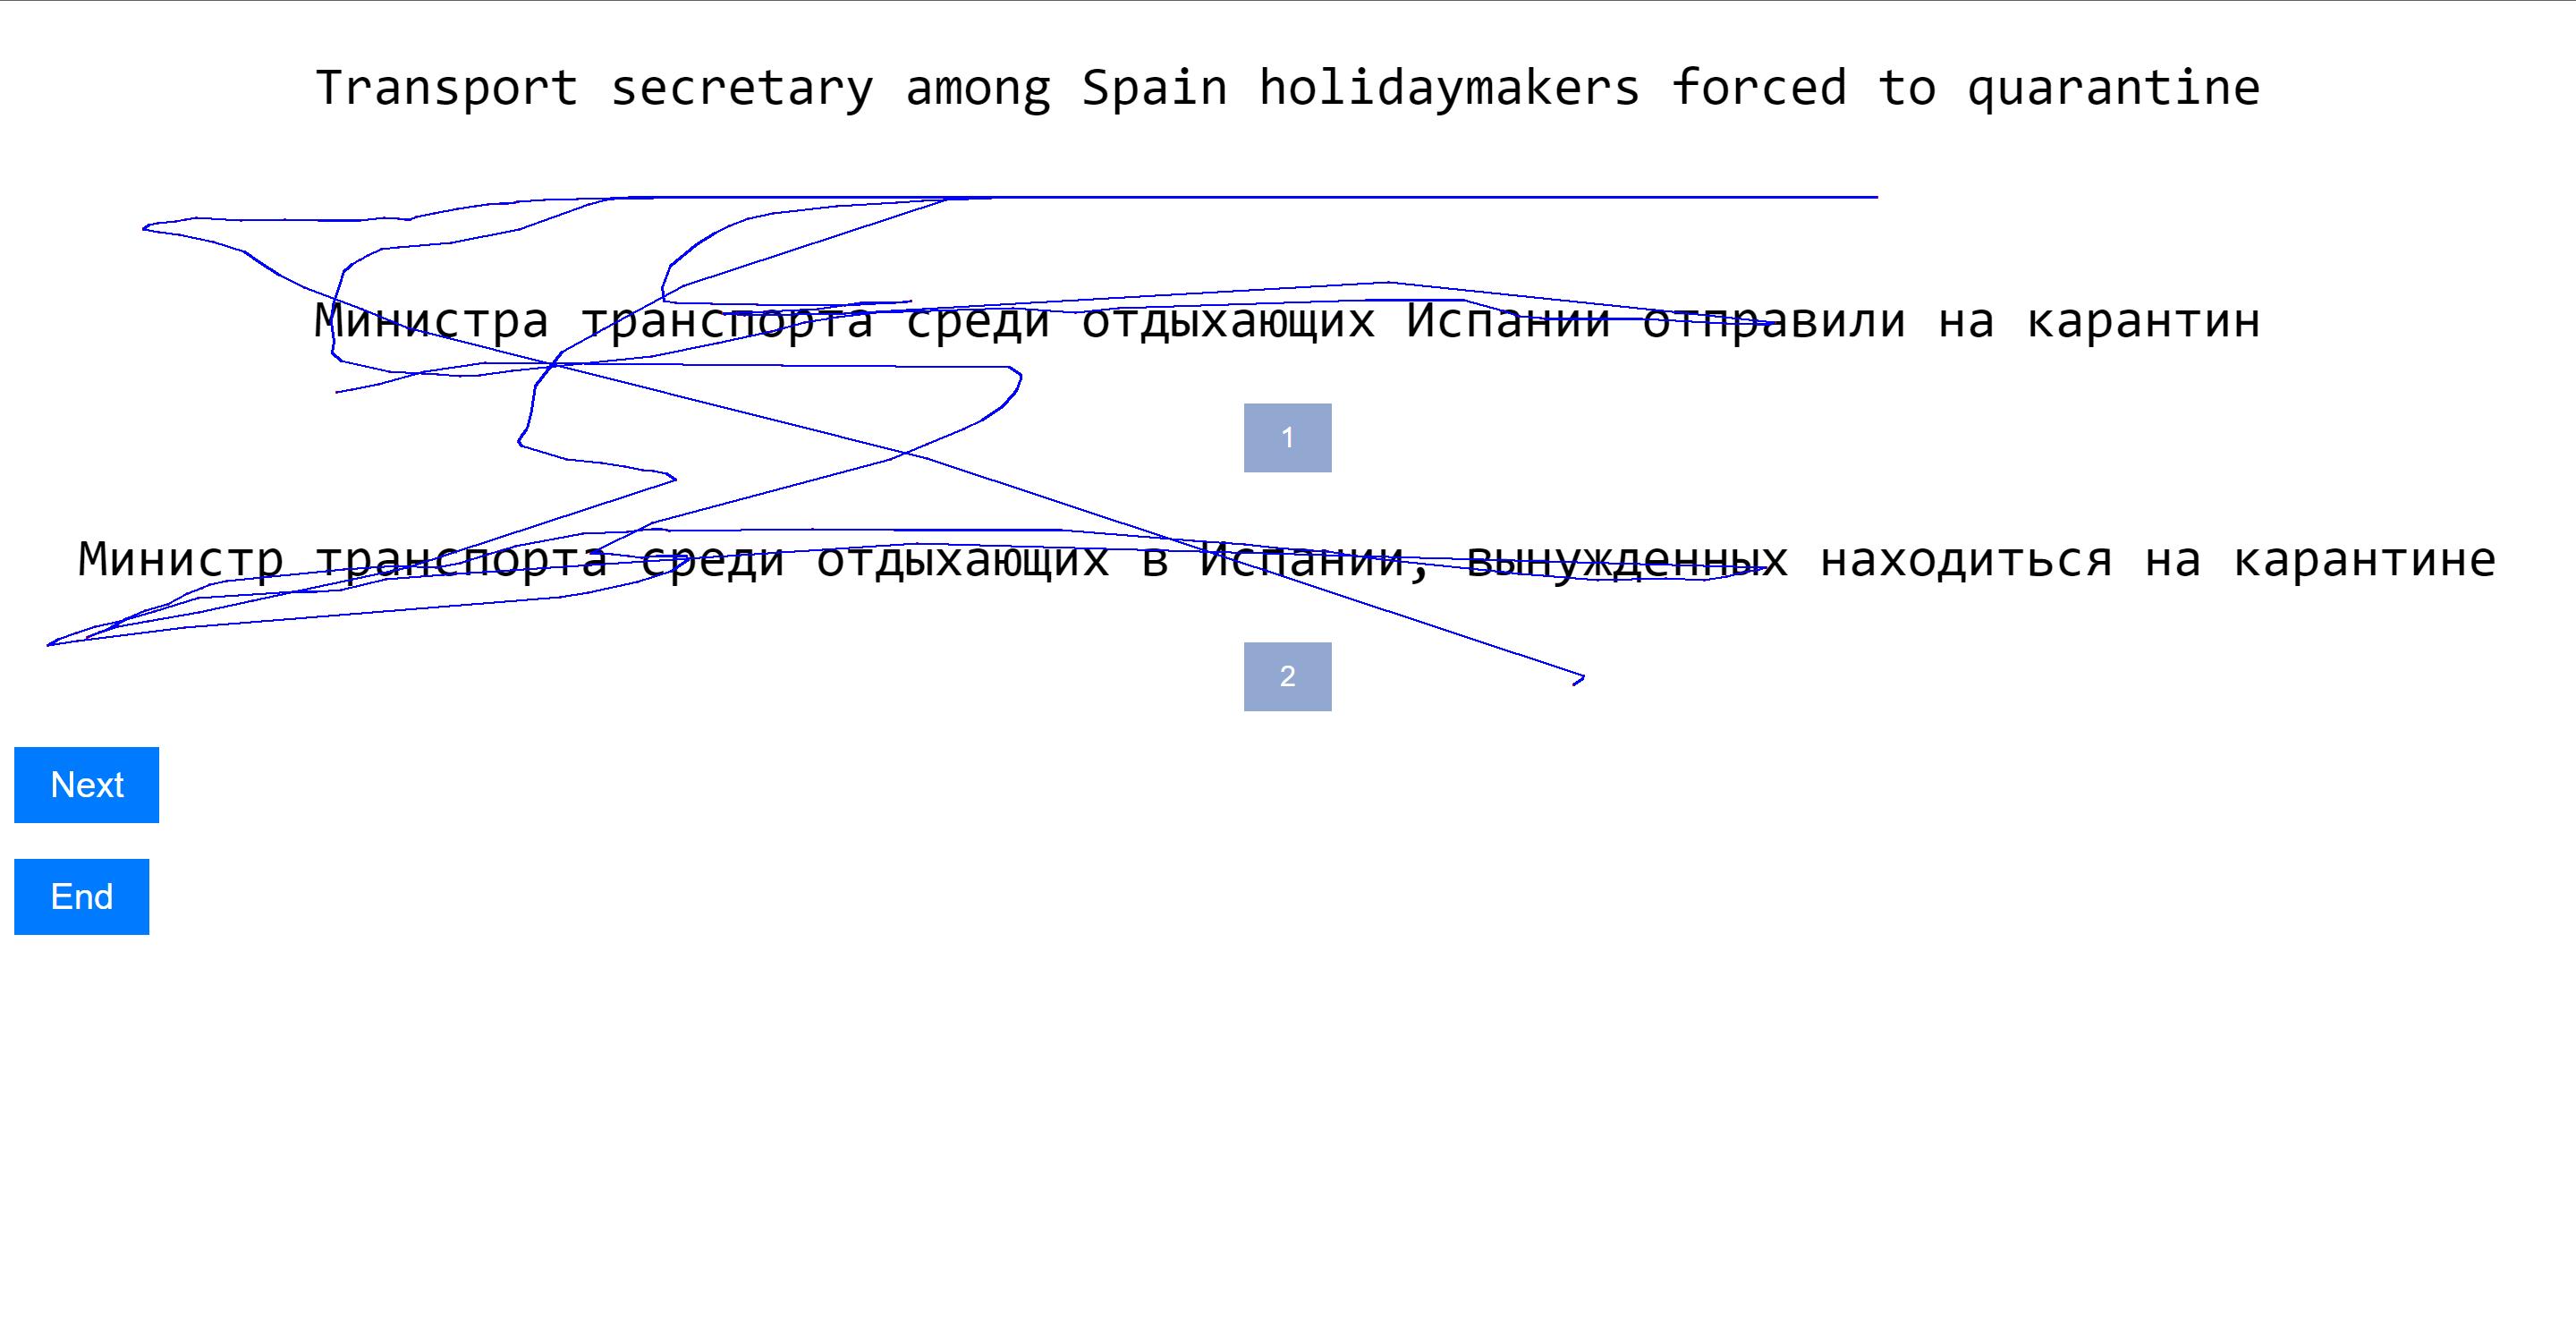 Transport secretary among Spain holidaymakers forced to quarantine
Министра транспорта среди отдыхающих Испании отправили на карантин
1
Министр транспорта среди отдыхающих в Испании, вынужденных находиться на карантине
2
Next
End